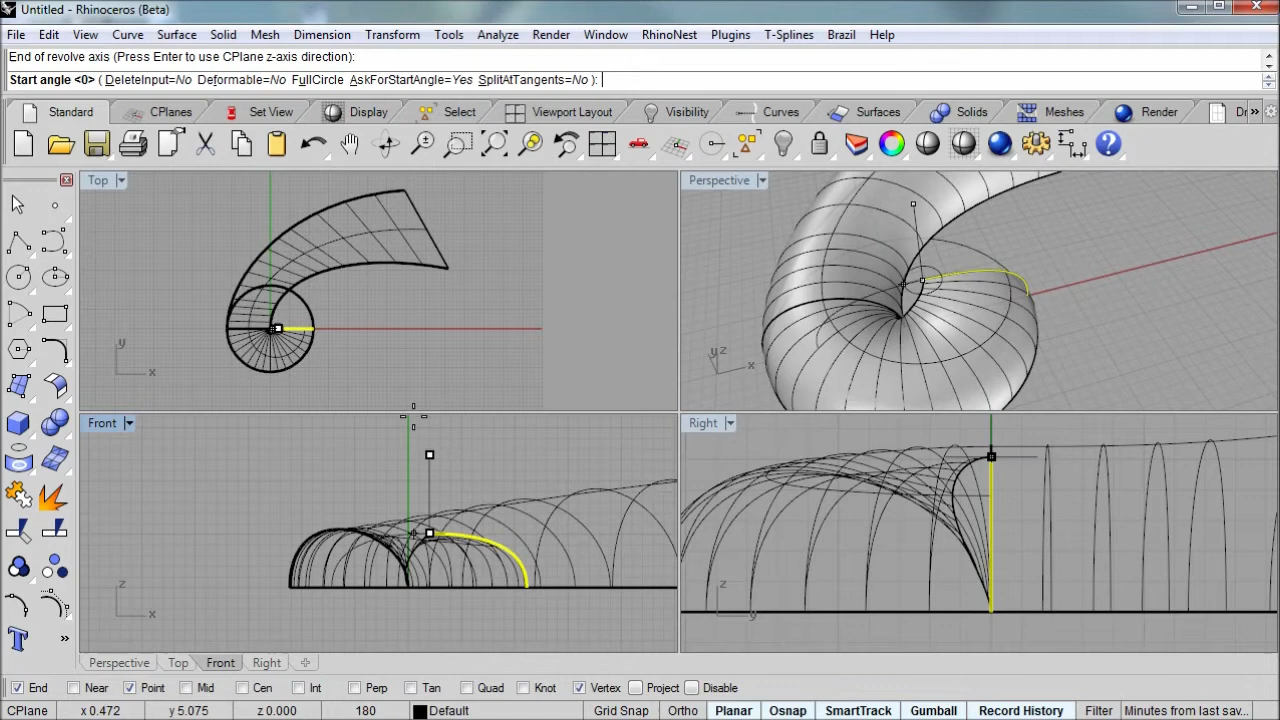 Untitled - Rhinoceros (Beta)
File Edit View Curve Surface Solid Mesh Dimension Transform Tools Analyze Render Window RhinoNest Plugins T-Splines Brazil Help
End of revolve axis (Press Enter to use CPlane z-axis direction):
Start angle <0> ( DeleteInput=No Deformable=No FullCircle AskForStartAngle=Yes SplitAtTangents=No ):
Standard CPlanes Set View Display Select Viewport Layout Visibility Curves Surfaces Solids Meshes Render Dr
Top
Perspective
y
x
y z
x
Front
Right
z
x
z
y
Perspective Top Front Right
End Near Point Mid Cen Int Perp Tan Quad Knot Vertex Project Disable
CPlane x 0.472 y 5.075 z 0.000 180 Default Grid Snap Ortho Planar Osnap SmartTrack Gumball Record History Filter Minutes from last sav...